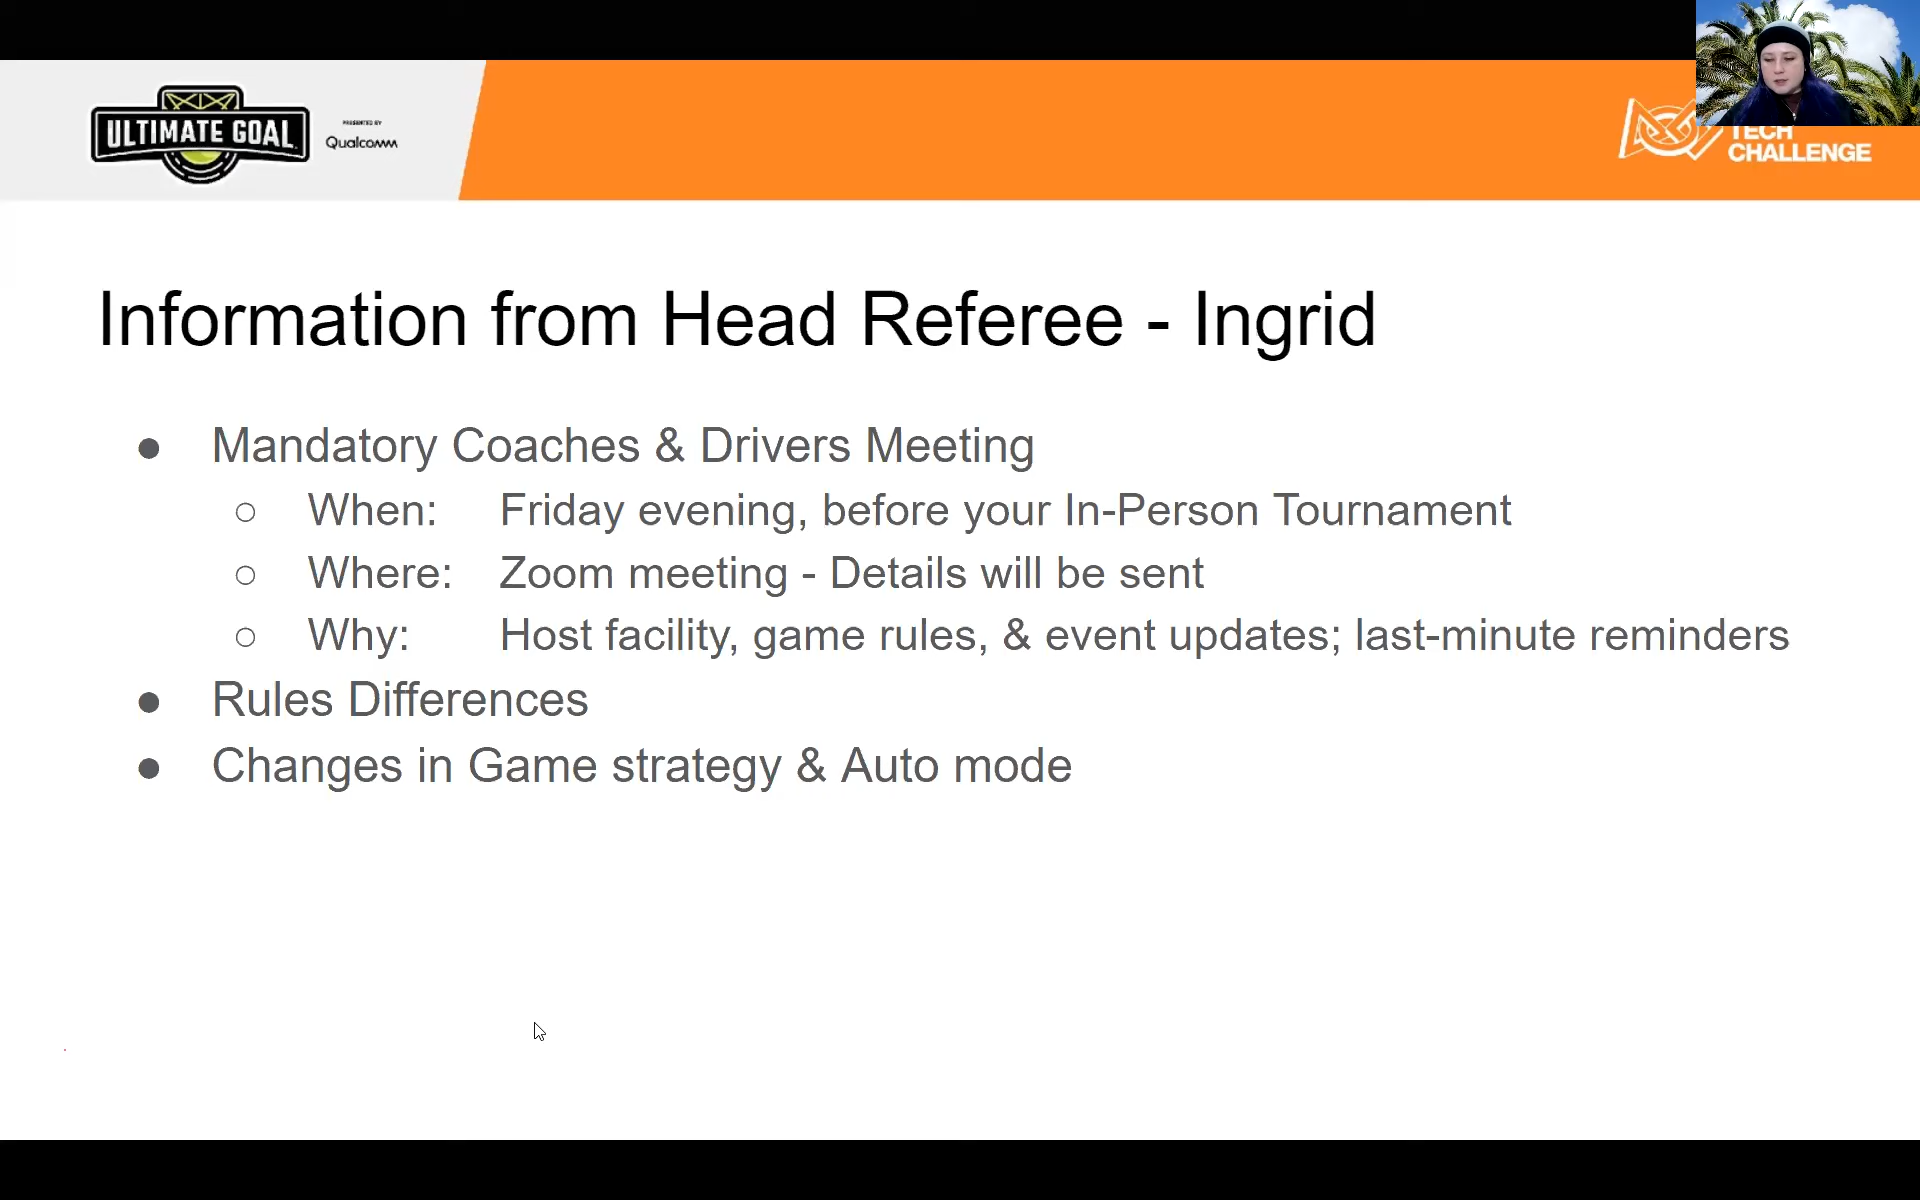 ULTIMATE GOAL
PRESENTED BY
Qualcomm
TECH
CHALLENGE
Information from Head Referee - Ingrid
● Mandatory Coaches & Drivers Meeting
○ When: Friday evening, before your In-Person Tournament
○ Where: Zoom meeting - Details will be sent
○ Why: Host facility, game rules, & event updates; last-minute reminders
● Rules Differences
● Changes in Game strategy & Auto mode